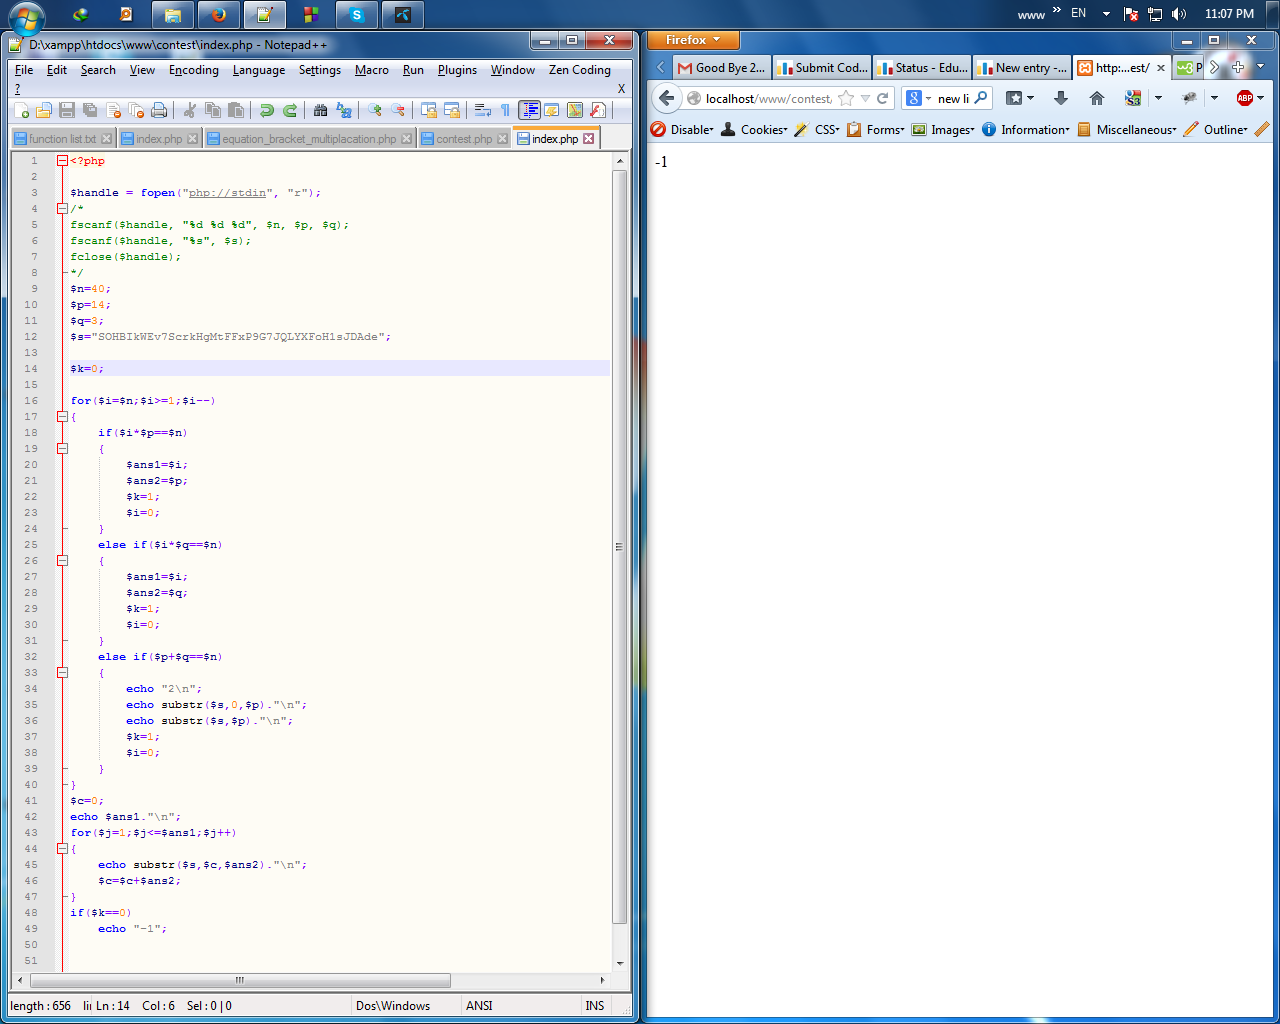 www » EN 11:07 PM
D:\xampp\htdocs\www\contest\index.php - Notepad++
File Edit Search View Encoding Language Settings Macro Run Plugins Window Zen Coding
? X
function list.txt index.php equation_bracket_multiplacation.php contest.php index.php
1 <?php
2
3 $handle = fopen("php://stdin", "r");
4 /*
5 fscanf($handle, "%d %d %d", $n, $p, $q);
6 fscanf($handle, "%s", $s);
7 fclose($handle);
8 */
9 $n=40;
10 $p=14;
11 $q=3;
12 $s="SOHBIkWEv7ScrkHgMtFFxP9G7JQLYXFoH1sJDAde";
13
14 $k=0;
15
16 for($i=$n;$i>=1;$i--)
17 {
18 if($i*$p==$n)
19 {
20 $ans1=$i;
21 $ans2=$p;
22 $k=1;
23 $i=0;
24 }
25 else if($i*$q==$n)
26 {
27 $ans1=$i;
28 $ans2=$q;
29 $k=1;
30 $i=0;
31 }
32 else if($p+$q==$n)
33 {
34 echo "2\n";
35 echo substr($s,0,$p)."\n";
36 echo substr($s,$p)."\n";
37 $k=1;
38 $i=0;
39 }
40 }
41 $c=0;
42 echo $ans1."\n";
43 for($j=1;$j<=$ans1;$j++)
44 {
45 echo substr($s,$c,$ans2)."\n";
46 $c=$c+$ans2;
47 }
48 if($k==0)
49 echo "-1";
50
51
length : 656 Ln : 14 Col : 6 Sel : 0 | 0 Dos\Windows ANSI INS
Firefox
Good Bye 2... Submit Cod... Status - Edu... New entry -... http:...est/ P
localhost/www/contest, new li
Disable Cookies CSS Forms Images Information Miscellaneous Outline
-1